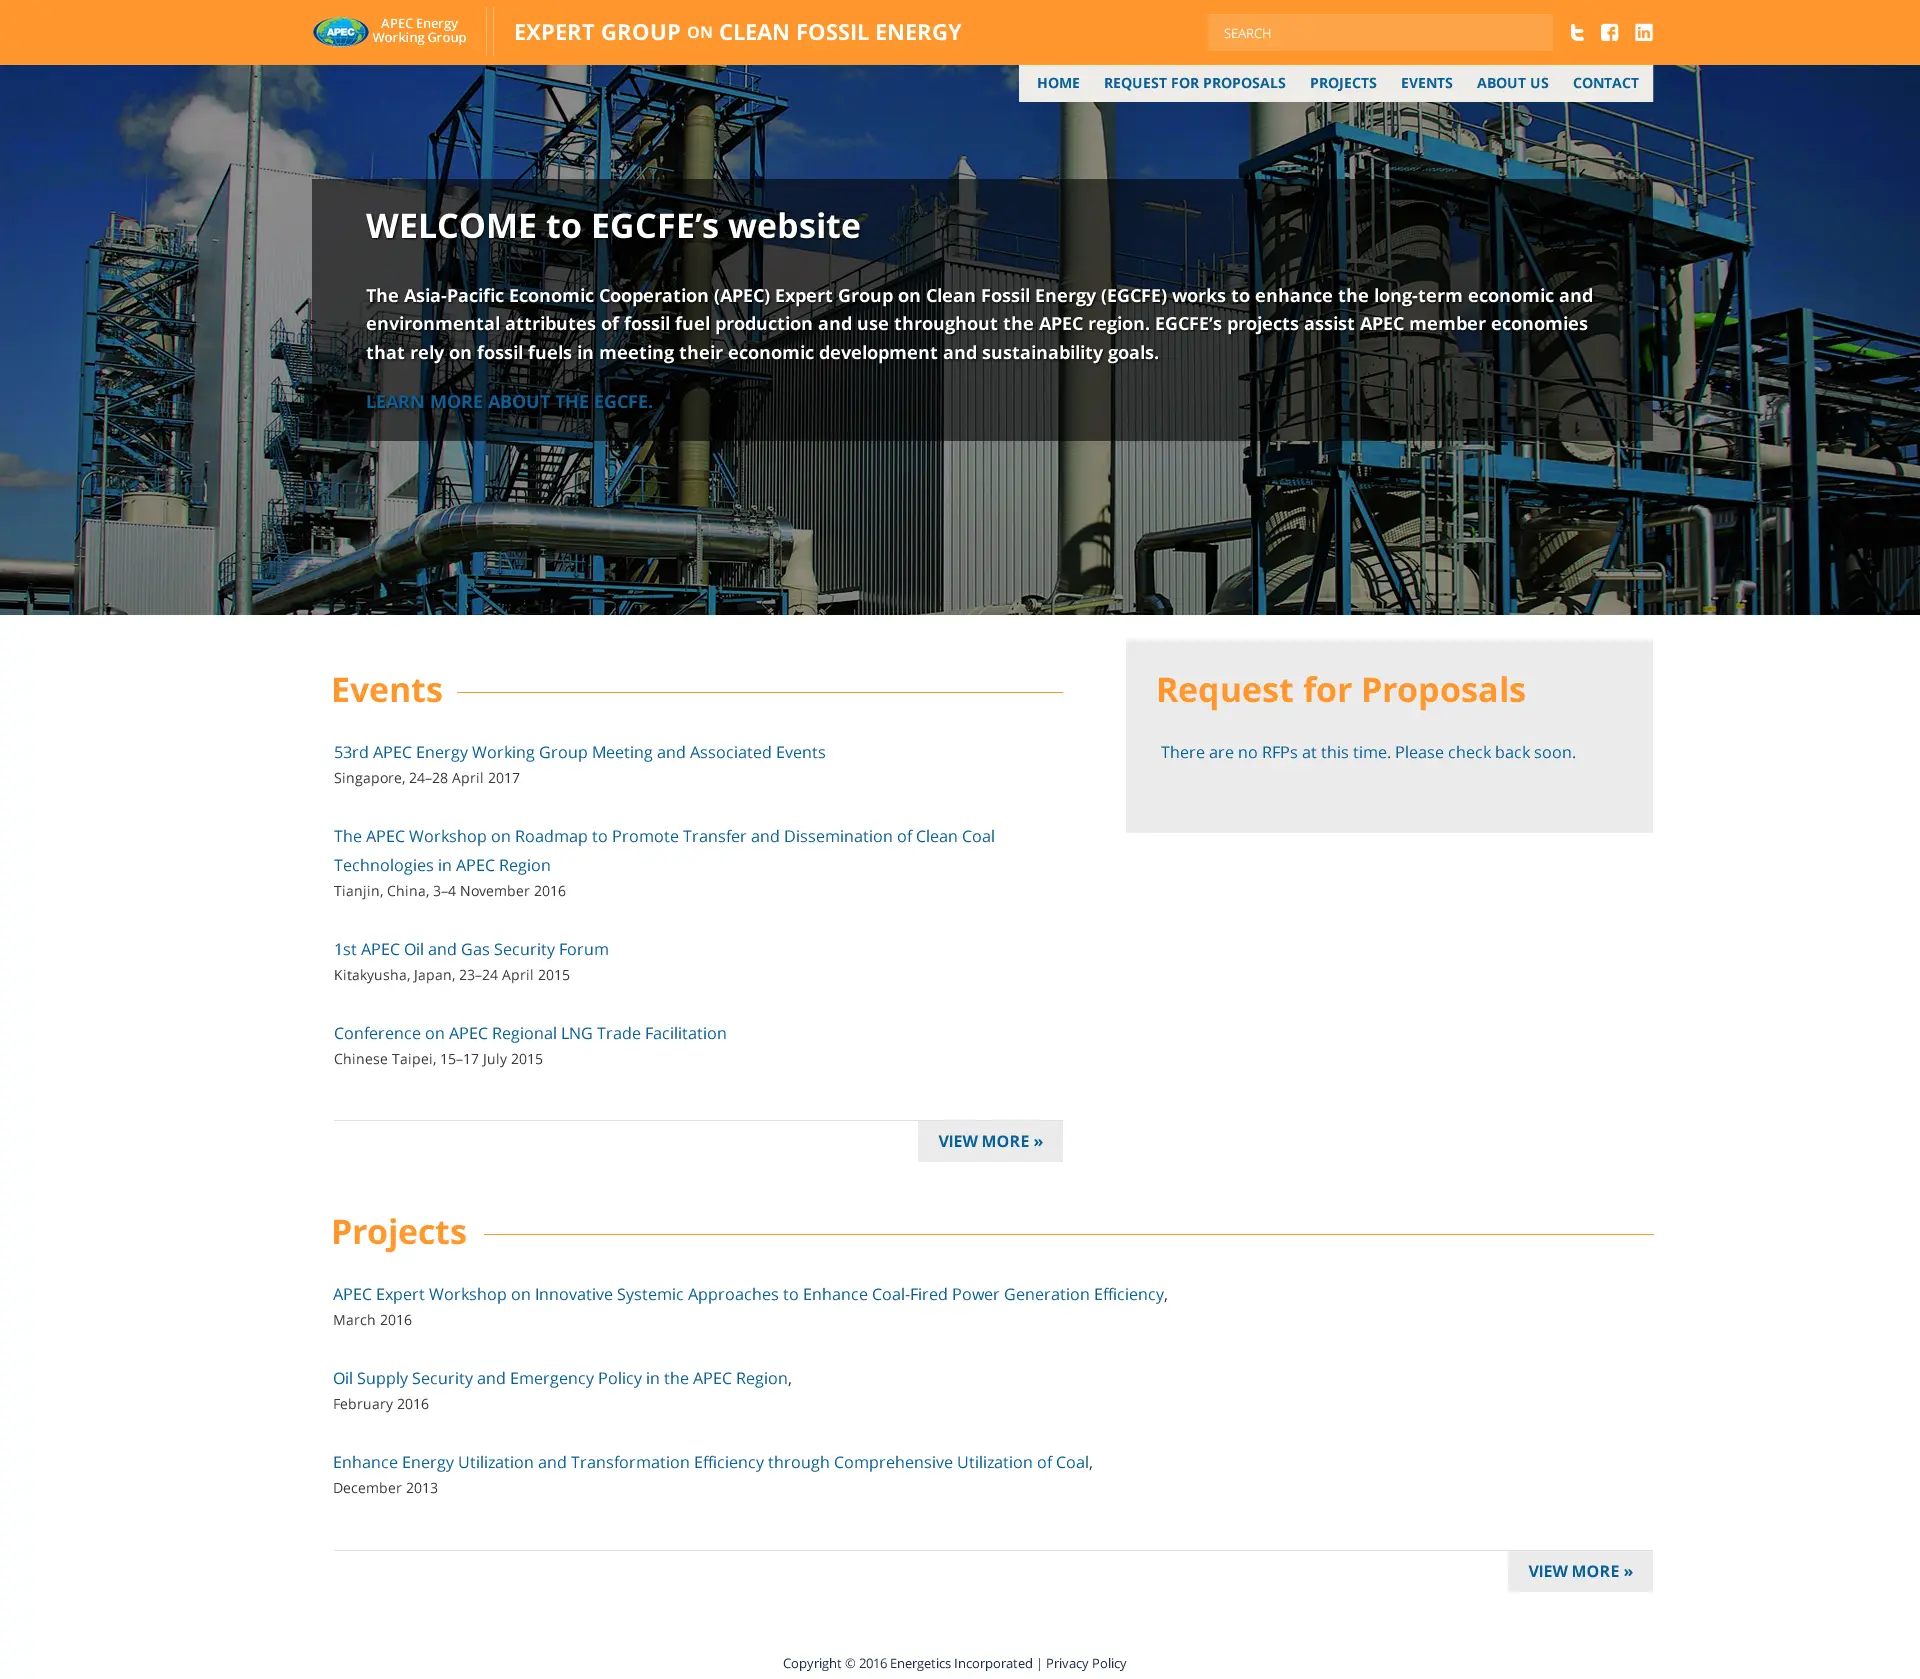 APEC
APEC Energy
Working Group
EXPERT GROUP ON CLEAN FOSSIL ENERGY
SEARCH
HOME
REQUEST FOR PROPOSALS
PROJECTS
EVENTS
ABOUT US
CONTACT
WELCOME to EGCFE’s website
The Asia-Pacific Economic Cooperation (APEC) Expert Group on Clean Fossil Energy (EGCFE) works to enhance the long-term economic and
environmental attributes of fossil fuel production and use throughout the APEC region. EGCFE’s projects assist APEC member economies
that rely on fossil fuels in meeting their economic development and sustainability goals.
LEARN MORE ABOUT THE EGCFE.
Events
53rd APEC Energy Working Group Meeting and Associated Events
Singapore, 24–28 April 2017
The APEC Workshop on Roadmap to Promote Transfer and Dissemination of Clean Coal
Technologies in APEC Region
Tianjin, China, 3–4 November 2016
1st APEC Oil and Gas Security Forum
Kitakyusha, Japan, 23–24 April 2015
Conference on APEC Regional LNG Trade Facilitation
Chinese Taipei, 15–17 July 2015
VIEW MORE »
Request for Proposals
There are no RFPs at this time. Please check back soon.
Projects
APEC Expert Workshop on Innovative Systemic Approaches to Enhance Coal-Fired Power Generation Efficiency,
March 2016
Oil Supply Security and Emergency Policy in the APEC Region,
February 2016
Enhance Energy Utilization and Transformation Efficiency through Comprehensive Utilization of Coal,
December 2013
VIEW MORE »
Copyright © 2016 Energetics Incorporated | Privacy Policy